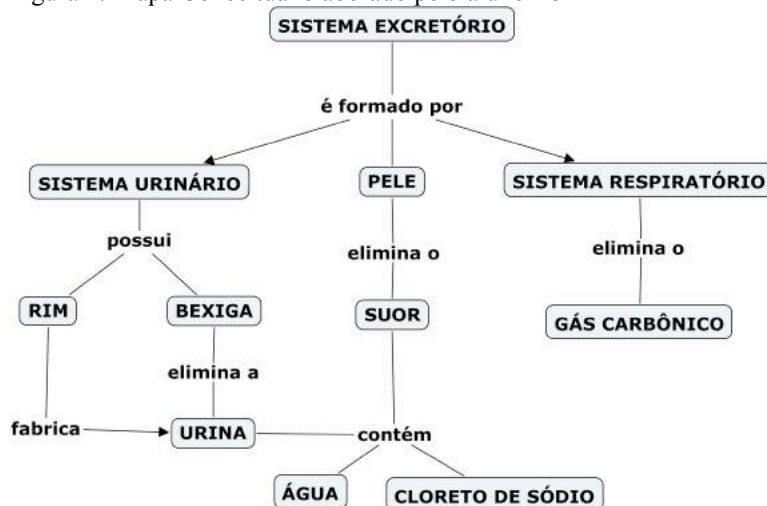 SISTEMA EXCRETÓRIO
é formado por
SISTEMA URINÁRIO
PELE
SISTEMA RESPIRATÓRIO
possui
elimina o
elimina o
RIM
BEXIGA
SUOR
GÁS CARBÔNICO
elimina a
fabrica
URINA
contém
ÁGUA
CLORETO DE SÓDIO